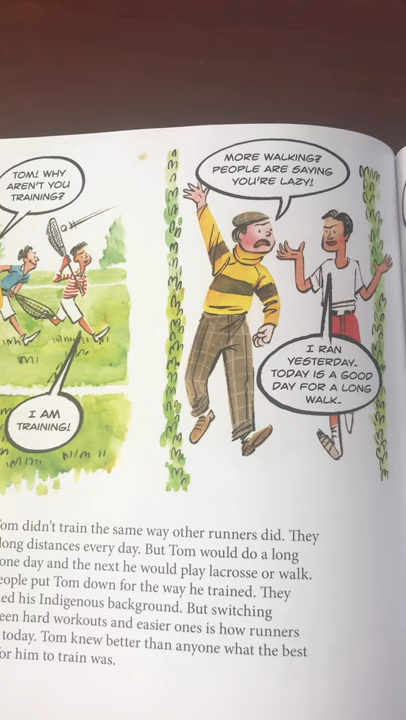 TOM! WHY
AREN'T YOU
TRAINING?
I AM
TRAINING!
MORE WALKING?
PEOPLE ARE SAYING
YOU'RE LAZY!
I RAN
YESTERDAY.
TODAY IS A GOOD
DAY FOR A LONG
WALK.
Tom didn't train the same way other runners did. They
long distances every day. But Tom would do a long
one day and the next he would play lacrosse or walk.
eople put Tom down for the way he trained. They
ed his Indigenous background. But switching
een hard workouts and easier ones is how runners
today. Tom knew better than anyone what the best
for him to train was.